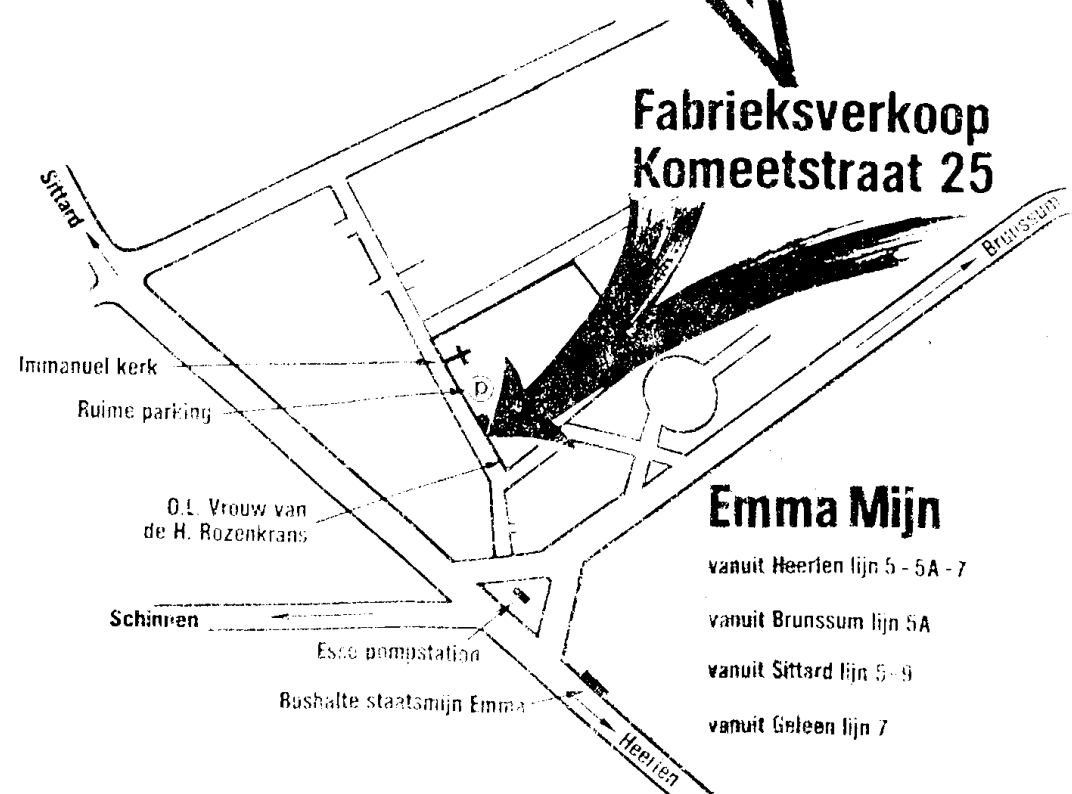 Fabrieksverkoop
Komeetstraat 25
Sittard
Brunssum
Immanuel kerk
P
Ruime parking
O.L. Vrouw van
de H. Rozenkrans
Emma Mijn
vanuit Heerlen lijn 5 - 5A - 7
vanuit Brunssum lijn 5A
vanuit Sittard lijn 5 - 9
vanuit Geleen lijn 7
Schinnen
Esso pompstation
Bushalte staatsmijn Emma
Heerlen